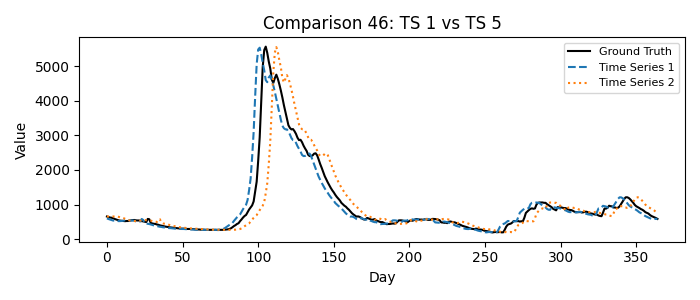 Comparison 46: TS 1 vs TS 5
Ground Truth
Time Series 1
Time Series 2
Value
5000
4000
3000
2000
1000
0
0 50 100 150 200 250 300 350
Day